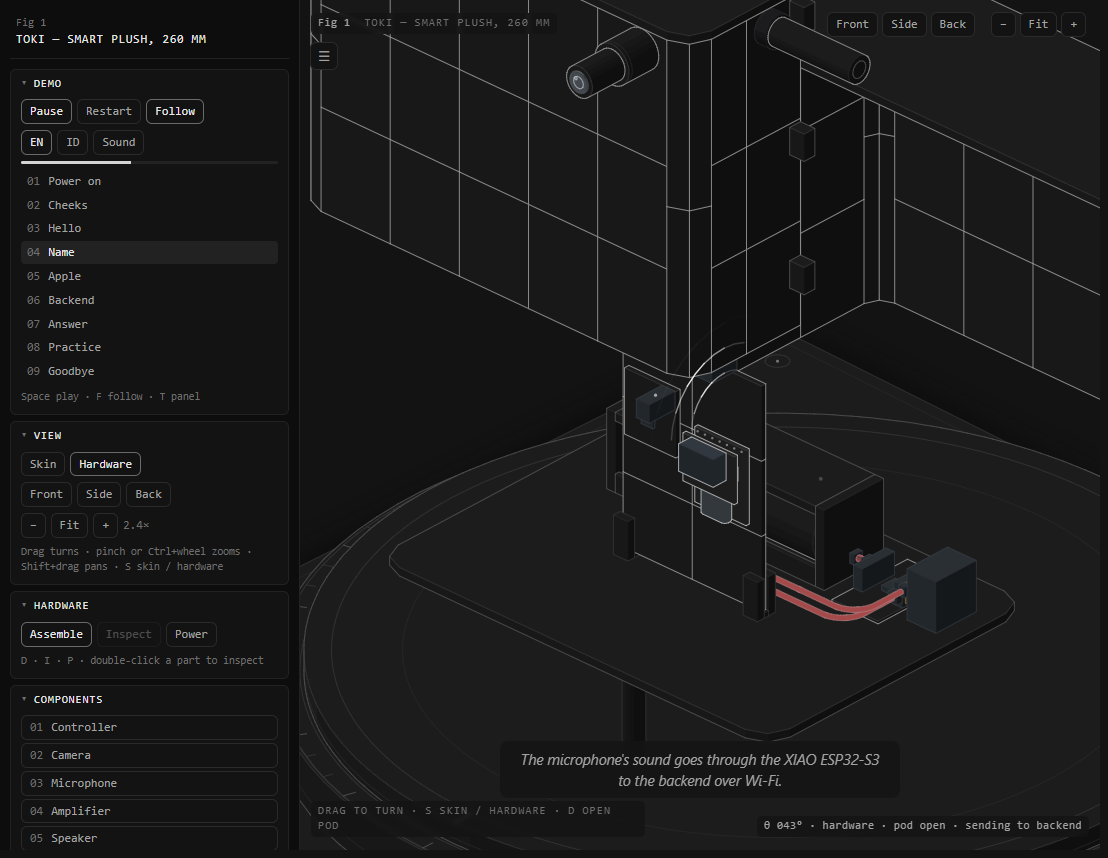 Fig 1
TOKI — SMART PLUSH, 260 MM
▾ DEMO
Pause Restart Follow
EN ID Sound
01 Power on
02 Cheeks
03 Hello
04 Name
05 Apple
06 Backend
07 Answer
08 Practice
09 Goodbye
Space play · F follow · T panel
▾ VIEW
Skin Hardware
Front Side Back
− Fit + 2.4×
Drag turns · pinch or Ctrl+wheel zooms ·
Shift+drag pans · S skin / hardware
▾ HARDWARE
Assemble Inspect Power
D · I · P · double-click a part to inspect
▾ COMPONENTS
01 Controller
02 Camera
03 Microphone
04 Amplifier
05 Speaker
Fig 1 TOKI — SMART PLUSH, 260 MM
☰
Front Side Back − Fit +
The microphone's sound goes through the XIAO ESP32-S3
to the backend over Wi-Fi.
DRAG TO TURN · S SKIN / HARDWARE · D OPEN
POD
θ 043° · hardware · pod open · sending to backend